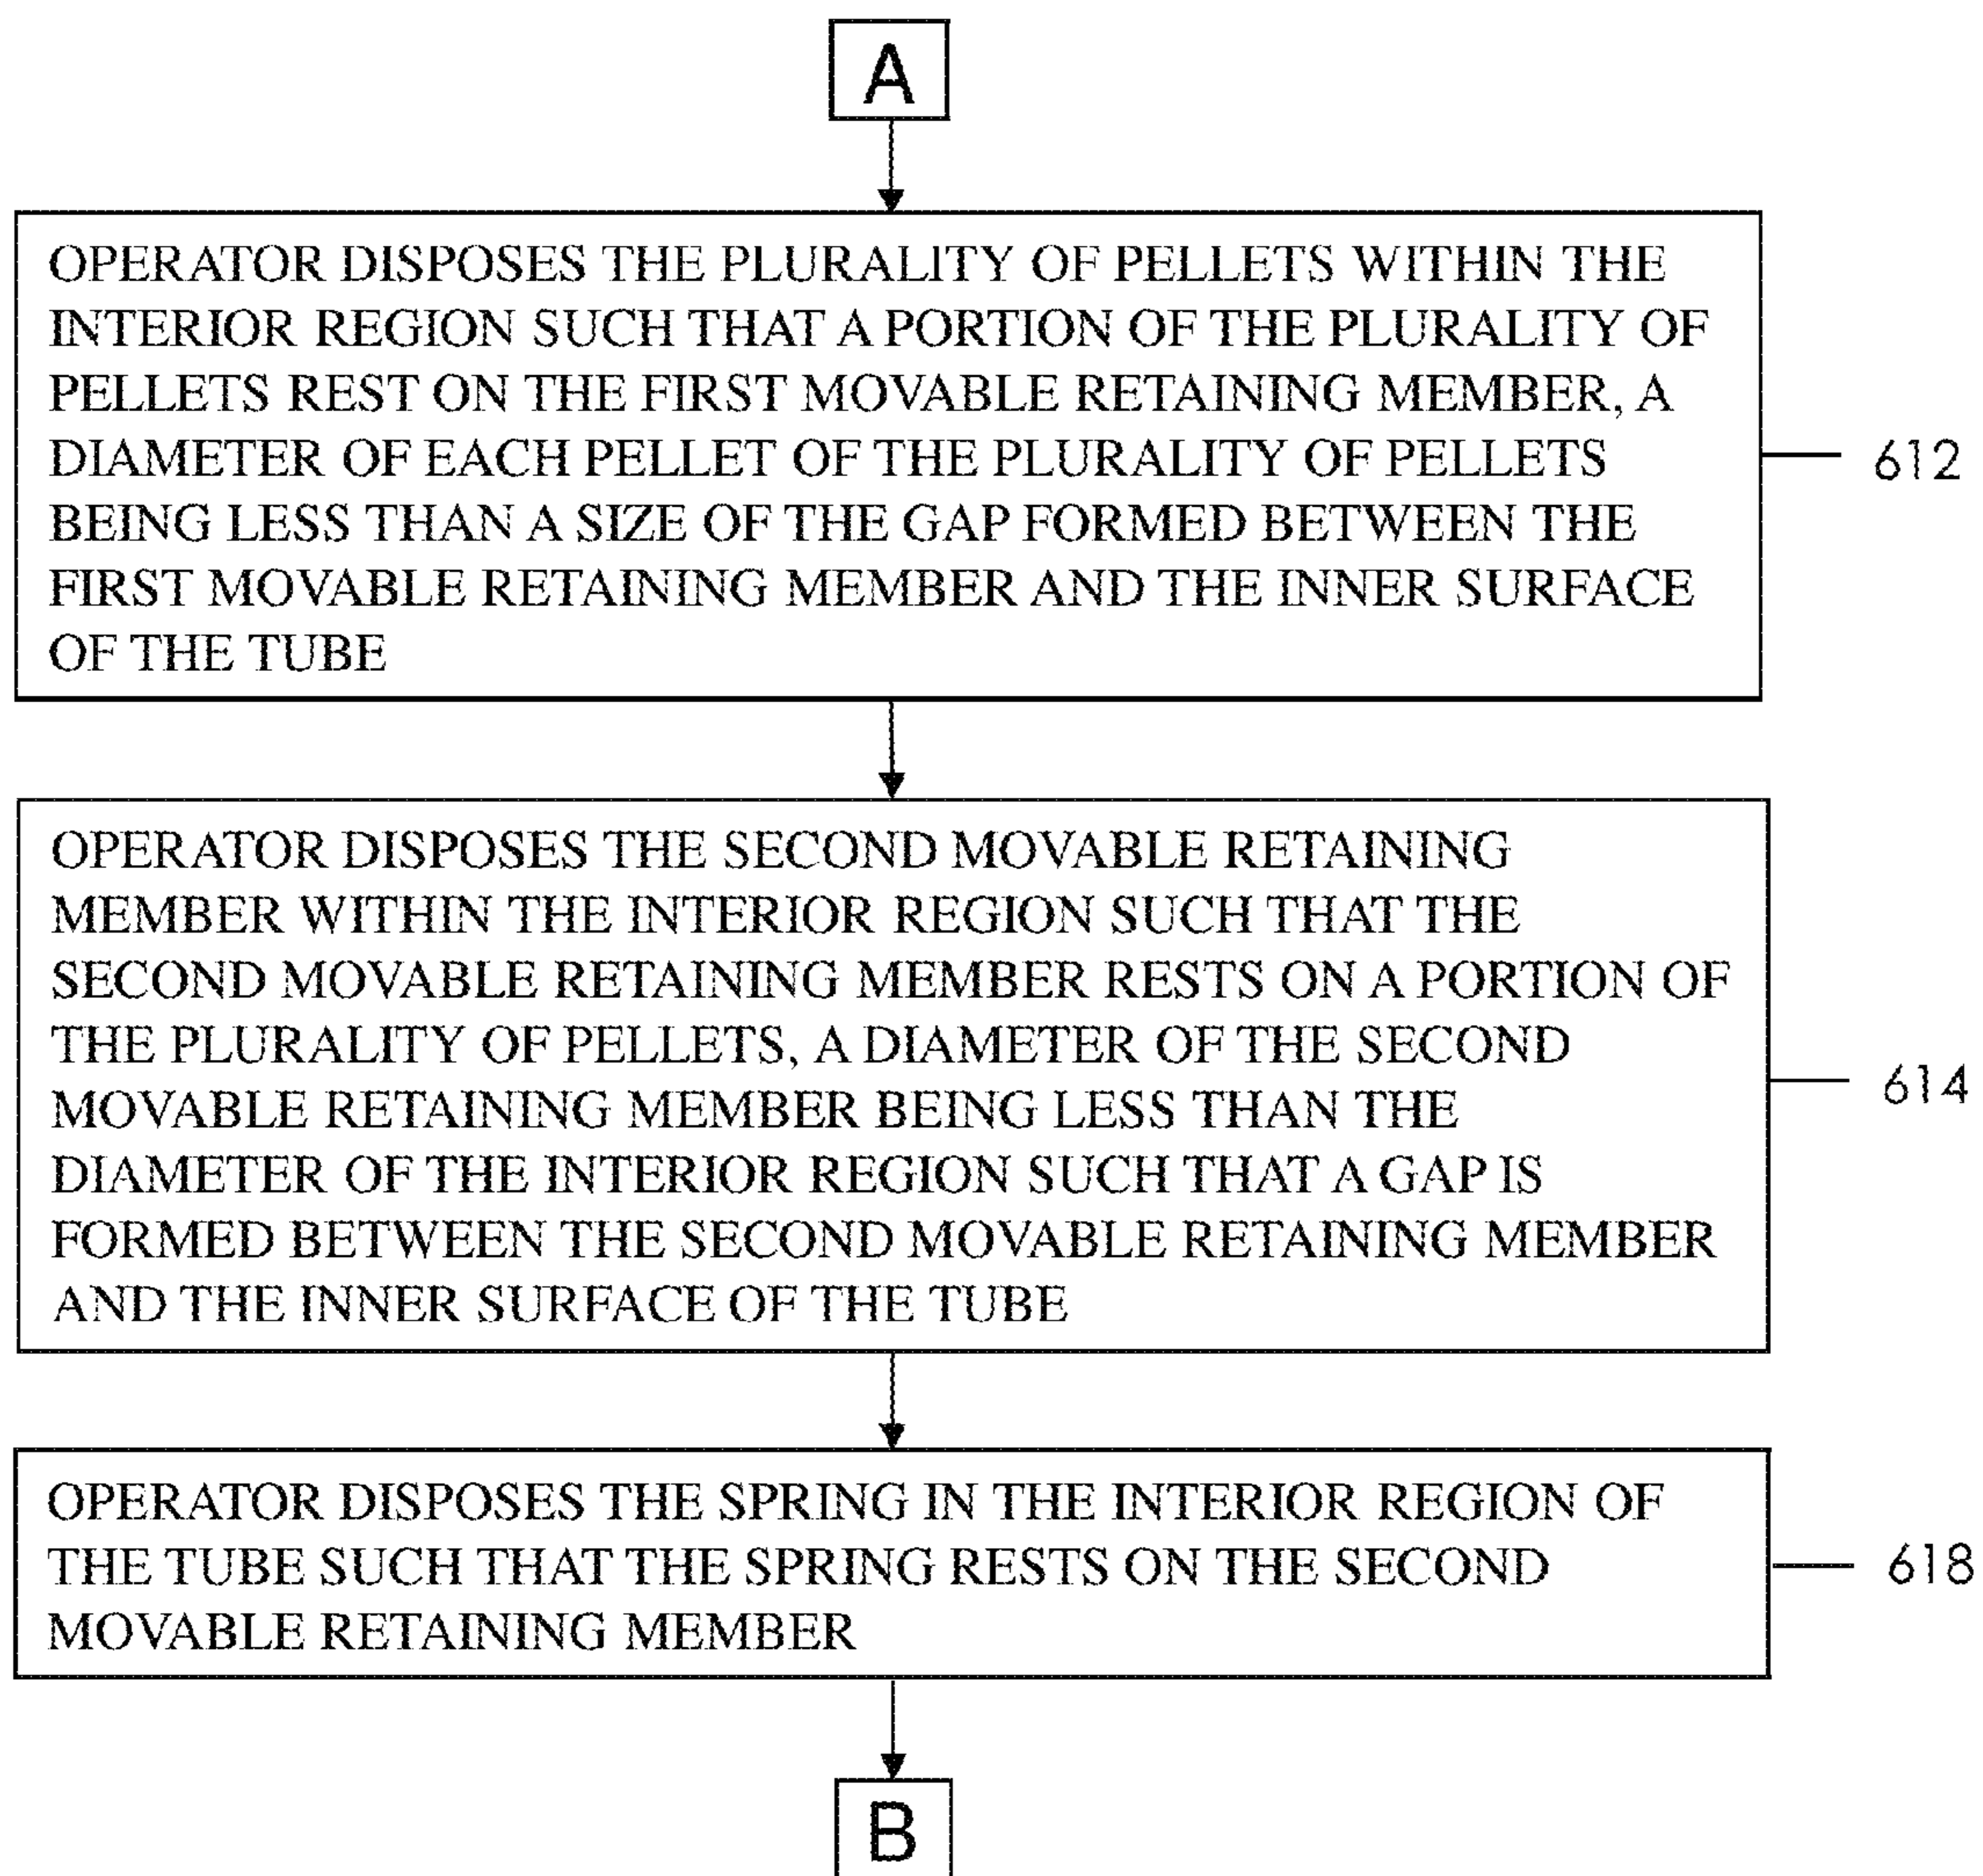 A
OPERATOR DISPOSES THE PLURALITY OF PELLETS WITHIN THE
INTERIOR REGION SUCH THAT A PORTION OF THE PLURALITY OF
PELLETS REST ON THE FIRST MOVABLE RETAINING MEMBER, A
DIAMETER OF EACH PELLET OF THE PLURALITY OF PELLETS
BEING LESS THAN A SIZE OF THE GAP FORMED BETWEEN THE
FIRST MOVABLE RETAINING MEMBER AND THE INNER SURFACE
OF THE TUBE
612
OPERATOR DISPOSES THE SECOND MOVABLE RETAINING
MEMBER WITHIN THE INTERIOR REGION SUCH THAT THE
SECOND MOVABLE RETAINING MEMBER RESTS ON A PORTION OF
THE PLURALITY OF PELLETS, A DIAMETER OF THE SECOND
MOVABLE RETAINING MEMBER BEING LESS THAN THE
DIAMETER OF THE INTERIOR REGION SUCH THAT A GAP IS
FORMED BETWEEN THE SECOND MOVABLE RETAINING MEMBER
AND THE INNER SURFACE OF THE TUBE
614
OPERATOR DISPOSES THE SPRING IN THE INTERIOR REGION OF
THE TUBE SUCH THAT THE SPRING RESTS ON THE SECOND
MOVABLE RETAINING MEMBER
618
B